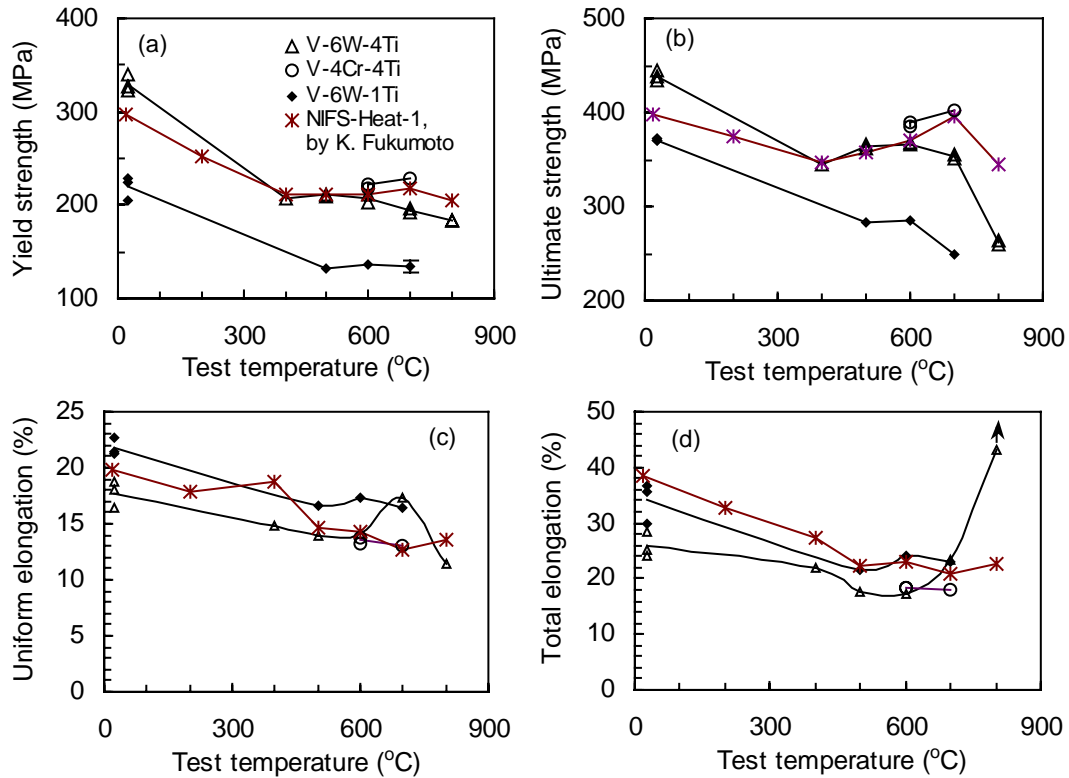 400
(a)
V-6W-4Ti
V-4Cr-4Ti
V-6W-1Ti
NIFS-Heat-1,
by K. Fukumoto
300
200
100
Yield strength (MPa)
0 300 600 900
Test temperature (°C)
500
(b)
400
300
200
Ultimate strength (MPa)
0 300 600 900
Test temperature (°C)
25
(c)
20
15
10
5
0
Uniform elongation (%)
0 300 600 900
Test temperature (°C)
50
(d)
40
30
20
10
0
Total elongation (%)
0 300 600 900
Test temperature (°C)